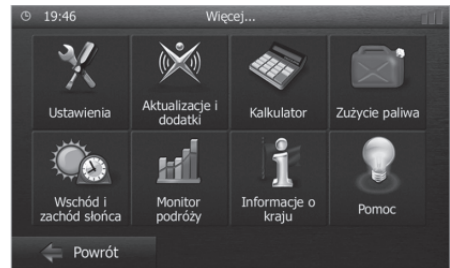 19:46 Więcej...
Ustawienia
Aktualizacje i
dodatki
Kalkulator
Zużycie paliwa
Wschód i
zachód słońca
Monitor
podróży
Informacje o
kraju
Pomoc
Powrót